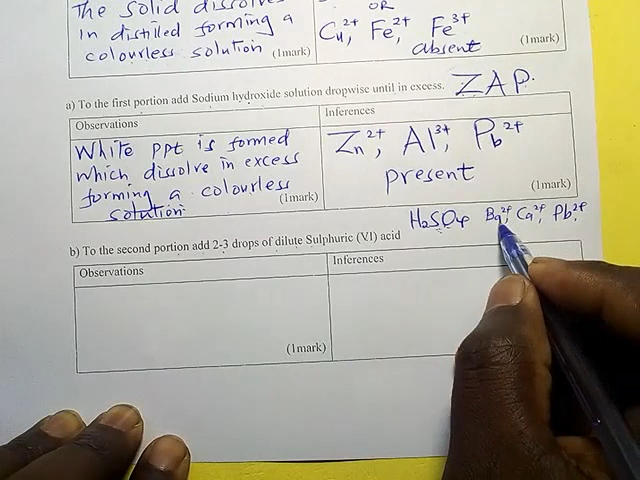 The solid dissolves
in distilled forming a
colourless solution (1mark)
OR
Cu²⁺, Fe²⁺, Fe³⁺
absent (1mark)
a) To the first portion add Sodium hydroxide solution dropwise until in excess. ZAP.
Observations
Inferences
White ppt is formed
which dissolve in excess
forming a colourless
solution (1mark)
Zn²⁺, Al³⁺, Pb²⁺
present
(1mark)
H₂SO₄ Ba²⁺, Ca²⁺, Pb²⁺
b) To the second portion add 2-3 drops of dilute Sulphuric (VI) acid
Observations
Inferences
(1mark)